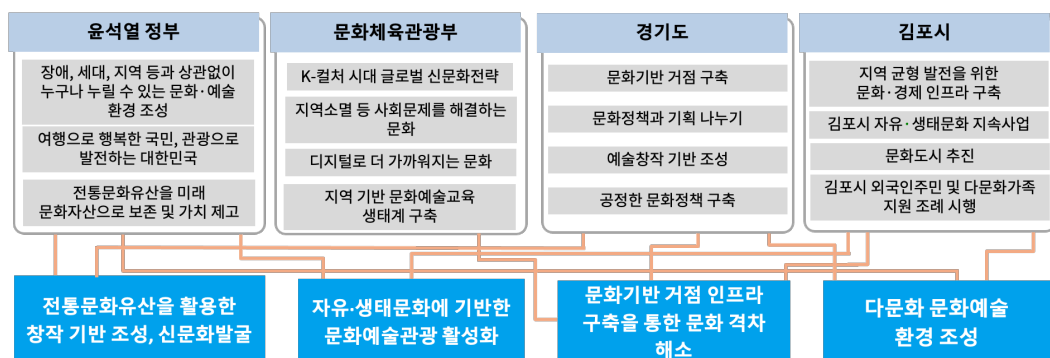 윤석열 정부
장애, 세대, 지역 등과 상관없이
누구나 누릴 수 있는 문화·예술
환경 조성
여행으로 행복한 국민, 관광으로
발전하는 대한민국
전통문화유산을 미래
문화자산으로 보존 및 가치 제고
문화체육관광부
K-컬처 시대 글로벌 신문화전략
지역소멸 등 사회문제를 해결하는
문화
디지털로 더 가까워지는 문화
지역 기반 문화예술교육
생태계 구축
경기도
문화기반 거점 구축
문화정책과 기획 나누기
예술창작 기반 조성
공정한 문화정책 구축
김포시
지역 균형 발전을 위한
문화·경제 인프라 구축
김포시 자유·생태문화 지속사업
문화도시 추진
김포시 외국인주민 및 다문화가족
지원 조례 시행
전통문화유산을 활용한
창작 기반 조성, 신문화발굴
자유·생태문화에 기반한
문화예술관광 활성화
문화기반 거점 인프라
구축을 통한 문화 격차
해소
다문화 문화예술
환경 조성